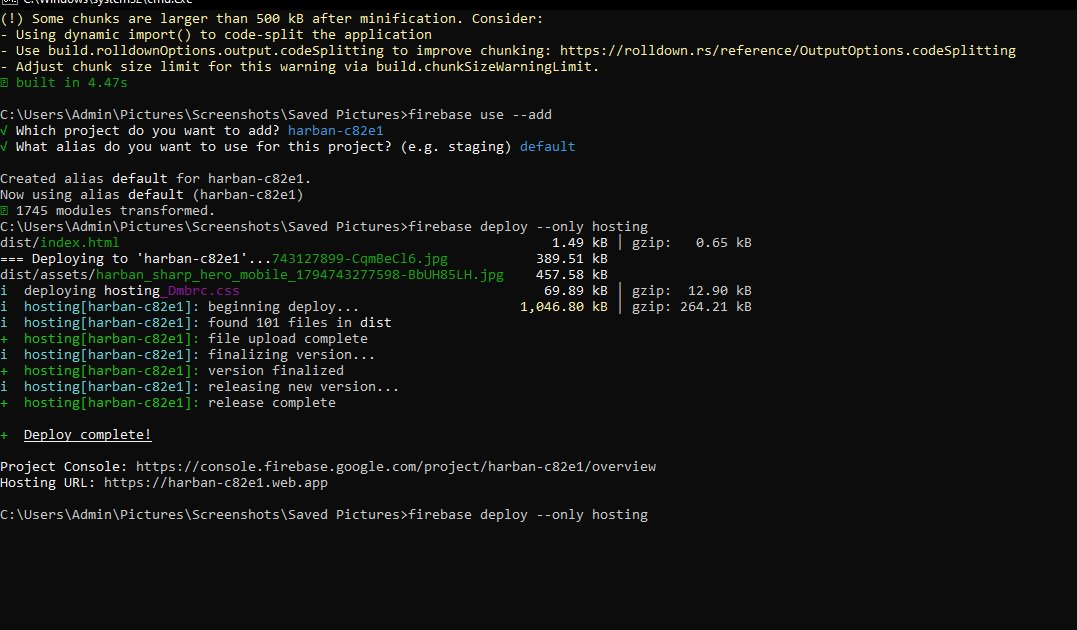 C:\Windows\system32\cmd.exe
(!) Some chunks are larger than 500 kB after minification. Consider:
- Using dynamic import() to code-split the application
- Use build.rolldownOptions.output.codeSplitting to improve chunking: https://rolldown.rs/reference/OutputOptions.codeSplitting
- Adjust chunk size limit for this warning via build.chunkSizeWarningLimit.
built in 4.47s
C:\Users\Admin\Pictures\Screenshots\Saved Pictures>firebase use --add
√ Which project do you want to add? harban-c82e1
√ What alias do you want to use for this project? (e.g. staging) default
Created alias default for harban-c82e1.
Now using alias default (harban-c82e1)
1745 modules transformed.
C:\Users\Admin\Pictures\Screenshots\Saved Pictures>firebase deploy --only hosting
dist/index.html 1.49 kB │ gzip: 0.65 kB
=== Deploying to 'harban-c82e1'...743127899-CqmBeCl6.jpg 389.51 kB
dist/assets/harban_sharp_hero_mobile_1794743277598-BbUH85LH.jpg 457.58 kB
i deploying hosting_Dmbrc.css 69.89 kB │ gzip: 12.90 kB
i hosting[harban-c82e1]: beginning deploy... 1,046.80 kB │ gzip: 264.21 kB
i hosting[harban-c82e1]: found 101 files in dist
+ hosting[harban-c82e1]: file upload complete
i hosting[harban-c82e1]: finalizing version...
+ hosting[harban-c82e1]: version finalized
i hosting[harban-c82e1]: releasing new version...
+ hosting[harban-c82e1]: release complete
+ Deploy complete!
Project Console: https://console.firebase.google.com/project/harban-c82e1/overview
Hosting URL: https://harban-c82e1.web.app
C:\Users\Admin\Pictures\Screenshots\Saved Pictures>firebase deploy --only hosting